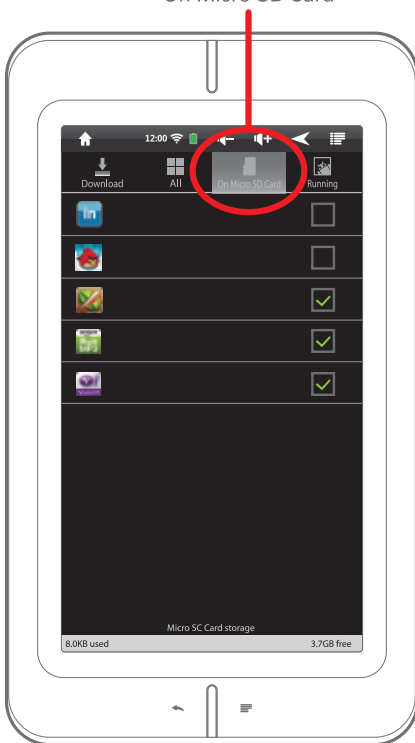 On Micro SD Card
12:00
Download All On Micro SD Card Running
in
Micro SC Card storage
8.0KB used 3.7GB free